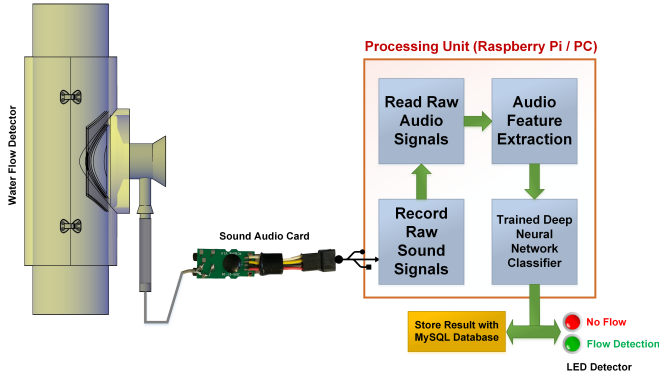 Processing Unit (Raspberry Pi / PC)
Water Flow Detector
Read Raw
Audio
Signals
Audio
Feature
Extraction
Sound Audio Card
Record
Raw
Sound
Signals
Trained Deep
Neural
Network
Classifier
Store Result with
MySQL Database
No Flow
Flow Detection
LED Detector